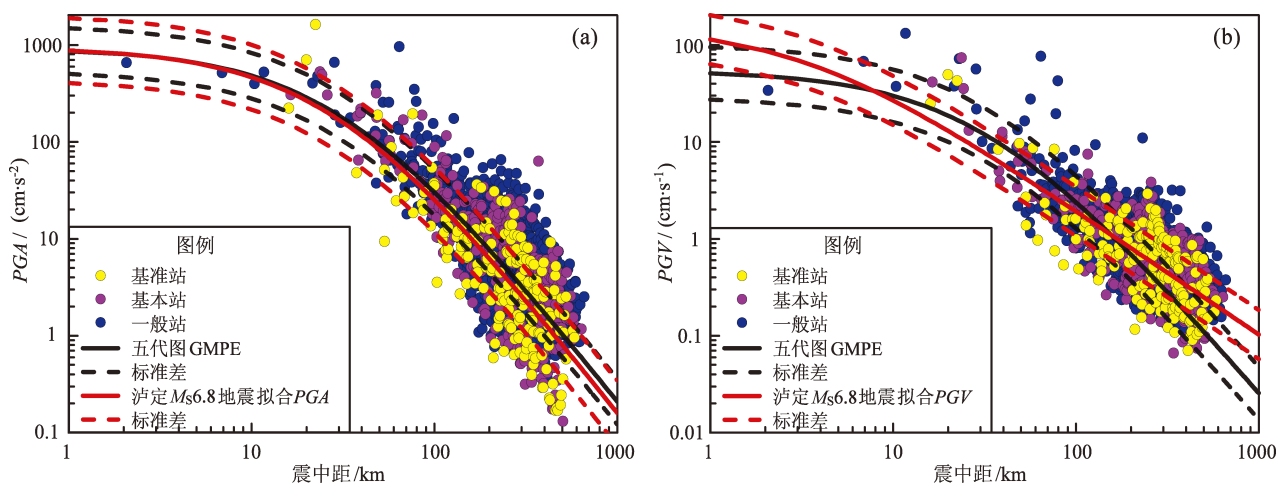 (a)
1000
100
10
1
0.1
PGA / (cm·s-2)
图例
基准站
基本站
一般站
五代图GMPE
标准差
泸定MS6.8地震拟合PGA
标准差
1 10 100 1000
震中距/km
(b)
100
10
1
0.1
0.01
PGV / (cm·s-1)
图例
基准站
基本站
一般站
五代图GMPE
标准差
泸定MS6.8地震拟合PGV
标准差
1 10 100 1000
震中距/km